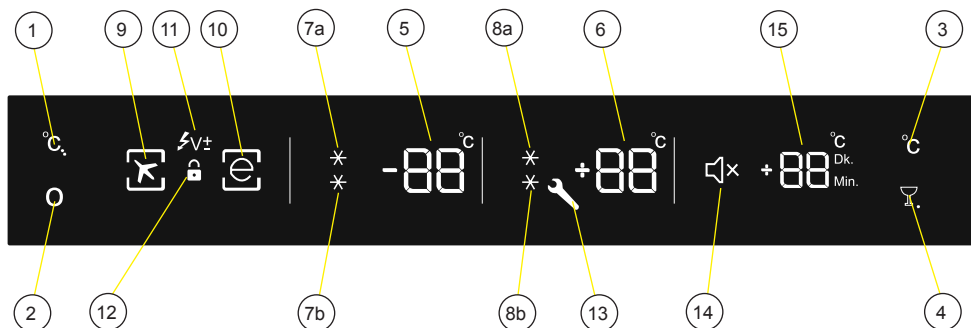 1 9 11 10 7a 5 8a 6 15 3
°C.. V± e -88 °C +88 °C +88 °C Dk. Min. °C
O
2 12 7b 8b 13 14 4